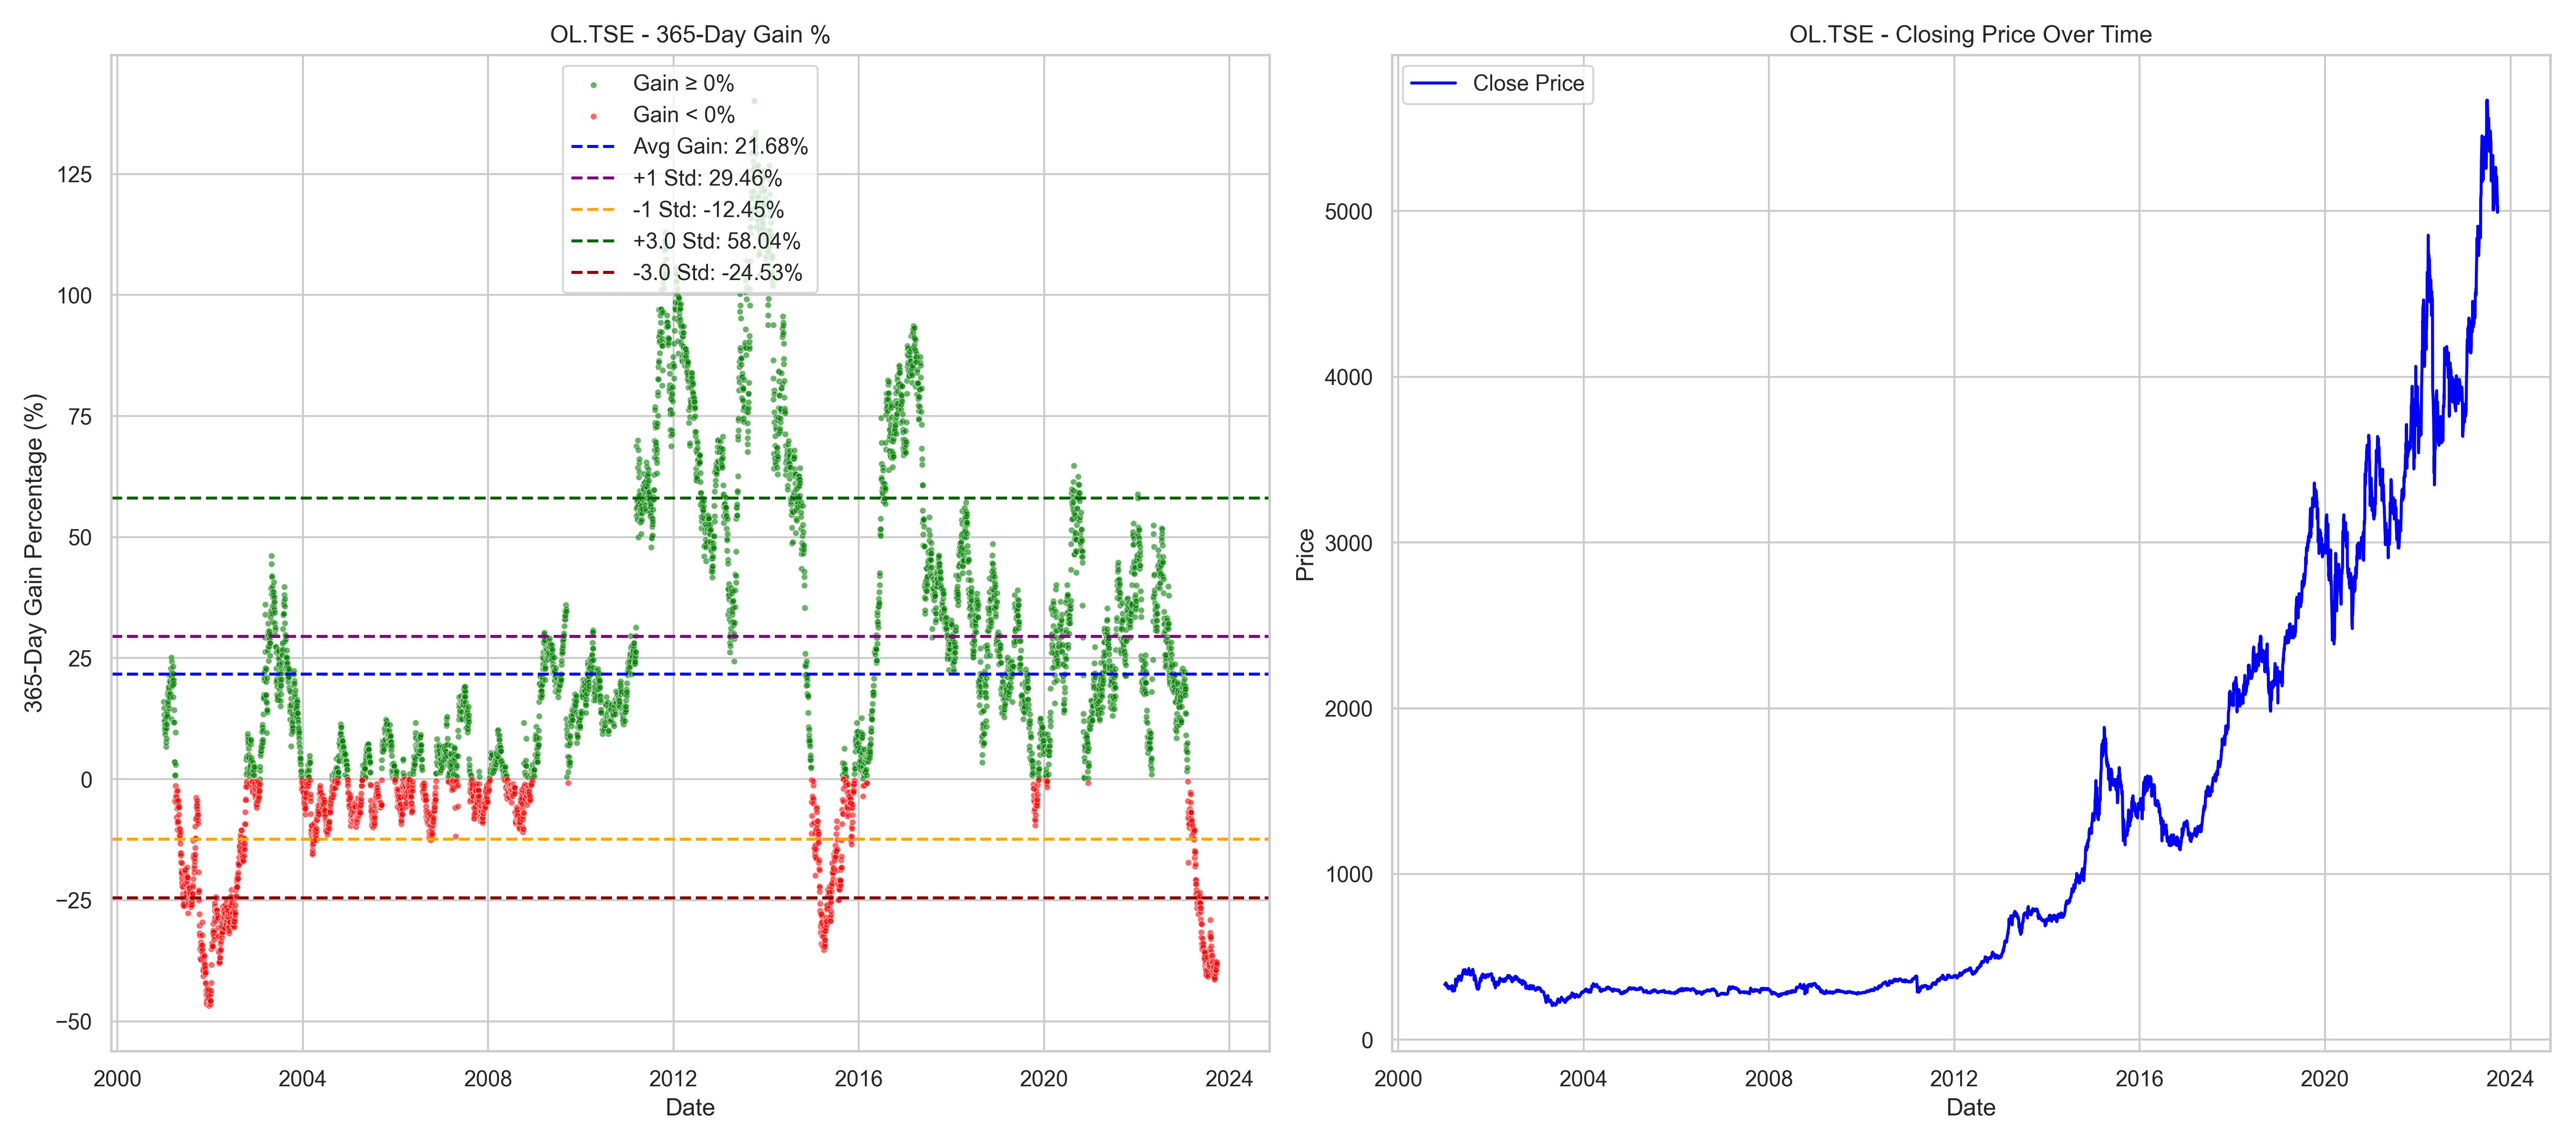 OL.TSE - 365-Day Gain %
Gain ≥ 0%
Gain < 0%
Avg Gain: 21.68%
+1 Std: 29.46%
-1 Std: -12.45%
+3.0 Std: 58.04%
-3.0 Std: -24.53%
365-Day Gain Percentage (%)
125
100
75
50
25
0
−25
−50
2000 2004 2008 2012 2016 2020 2024
Date
OL.TSE - Closing Price Over Time
Close Price
Price
5000
4000
3000
2000
1000
0
2000 2004 2008 2012 2016 2020 2024
Date